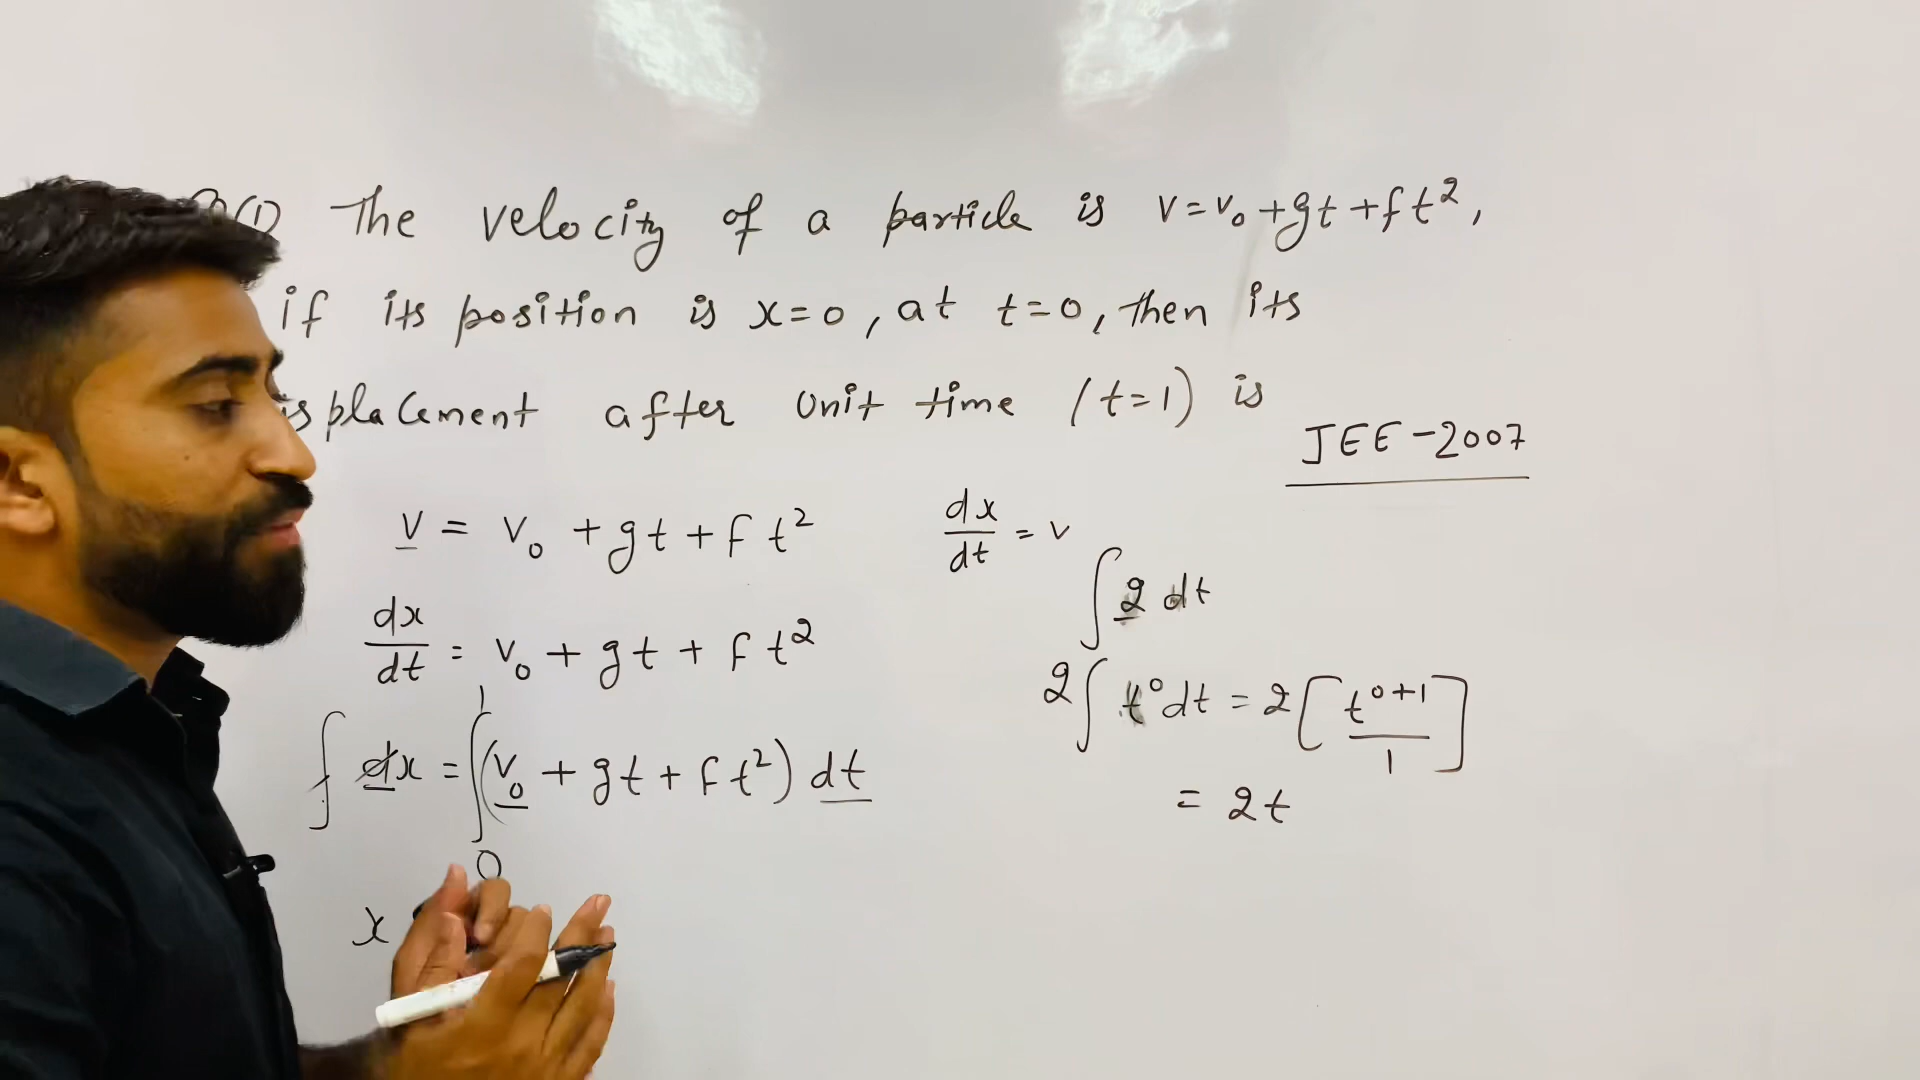 Q(1) The velocity of a particle is v=v₀+gt+ft²,
if its position is x=0, at t=0, then its
isplacement after Unit time (t=1) is
JEE-2007
v = v₀ + gt + ft²
dx/dt = v₀ + gt + ft²
∫ dx = ∫₀¹ (v₀ + gt + ft²) dt
x
dx/dt = v
∫ 2 dt
2∫ t⁰ dt = 2[t⁰⁺¹/1]
= 2t